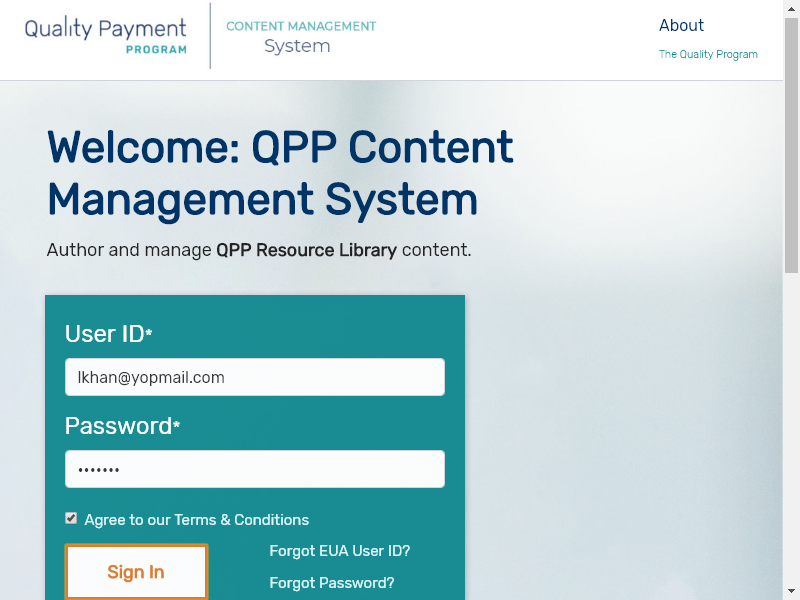 Quality Payment
PROGRAM
CONTENT MANAGEMENT
System
About
The Quality Program
Welcome: QPP Content
Management System
Author and manage QPP Resource Library content.
User ID*
lkhan@yopmail.com
Password*
•••••••
Agree to our Terms & Conditions
Sign In
Forgot EUA User ID?
Forgot Password?